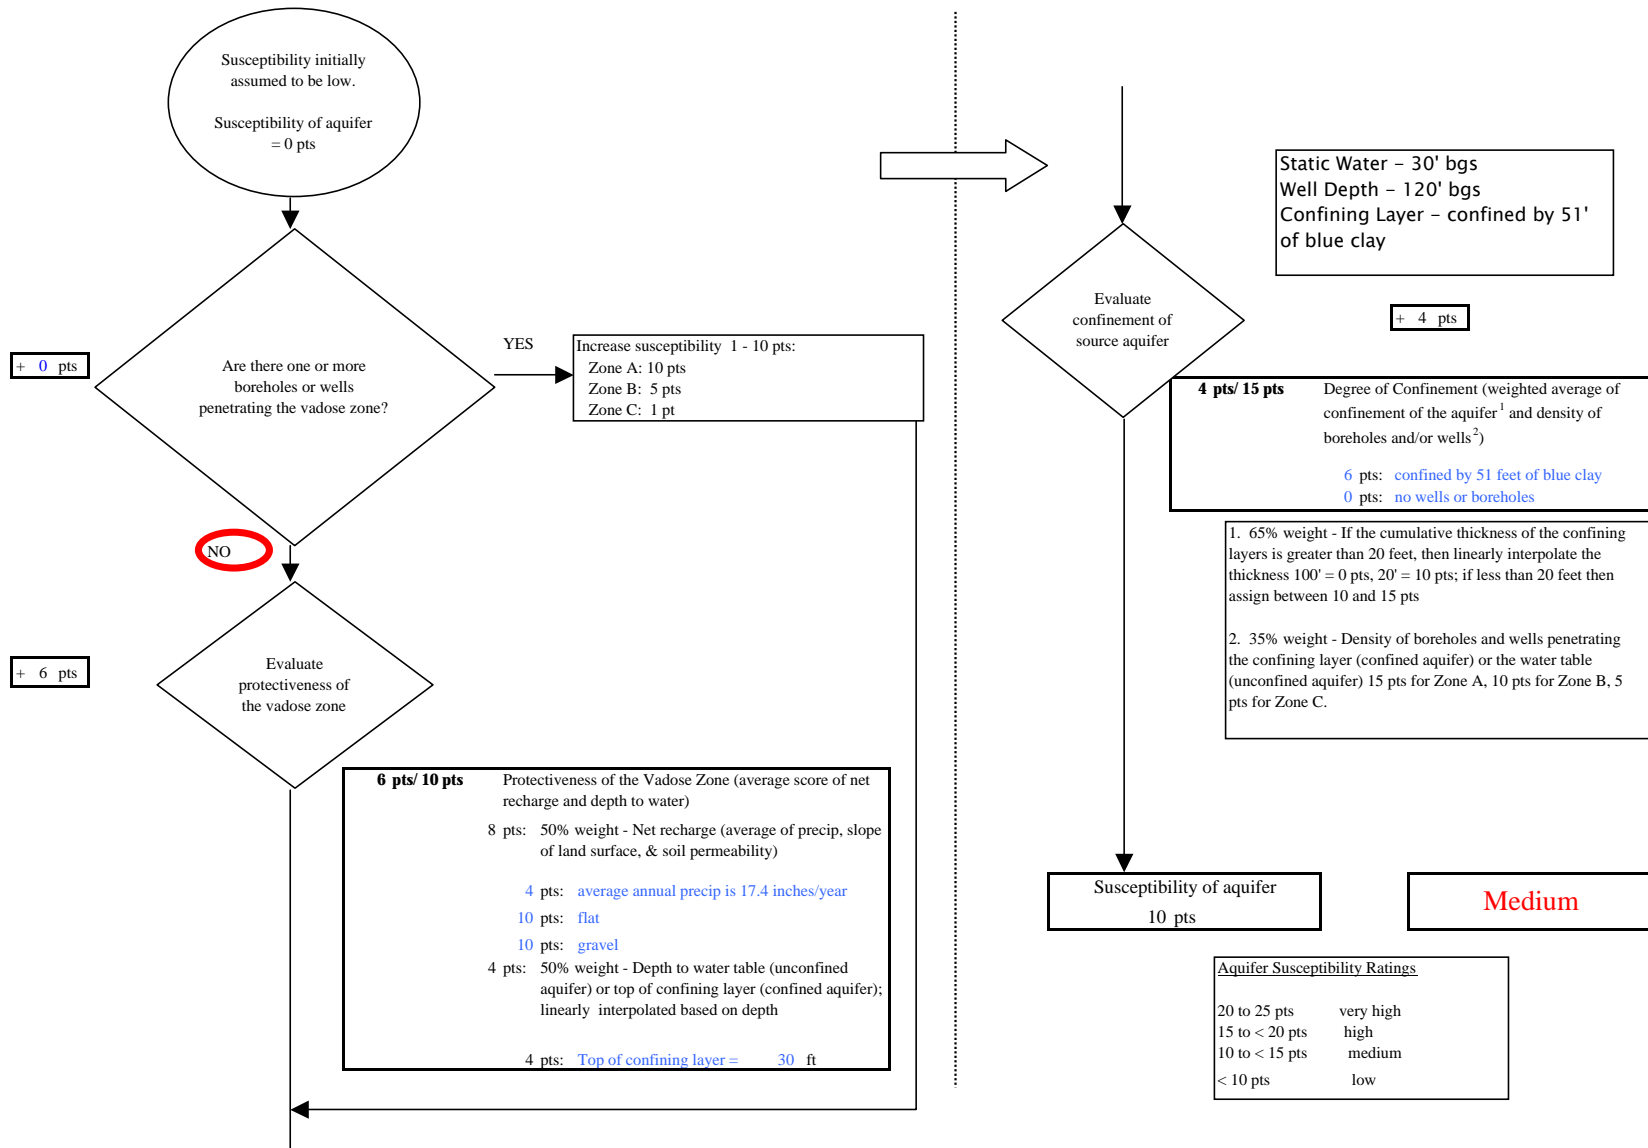 Susceptibility initially
assumed to be low.
Susceptibility of aquifer
= 0 pts
+ 0 pts
Are there one or more
boreholes or wells
penetrating the vadose zone?
YES
Increase susceptibility 1 - 10 pts:
Zone A: 10 pts
Zone B: 5 pts
Zone C: 1 pt
NO
+ 6 pts
Evaluate
protectiveness of
the vadose zone
6 pts/ 10 pts Protectiveness of the Vadose Zone (average score of net
recharge and depth to water)
8 pts: 50% weight - Net recharge (average of precip, slope
of land surface, & soil permeability)
4 pts: average annual precip is 17.4 inches/year
10 pts: flat
10 pts: gravel
4 pts: 50% weight - Depth to water table (unconfined
aquifer) or top of confining layer (confined aquifer);
linearly interpolated based on depth
4 pts: Top of confining layer = 30 ft
Static Water – 30' bgs
Well Depth – 120' bgs
Confining Layer – confined by 51'
of blue clay
Evaluate
confinement of
source aquifer
+ 4 pts
4 pts/ 15 pts Degree of Confinement (weighted average of
confinement of the aquifer1 and density of
boreholes and/or wells2)
6 pts: confined by 51 feet of blue clay
0 pts: no wells or boreholes
1. 65% weight - If the cumulative thickness of the confining
layers is greater than 20 feet, then linearly interpolate the
thickness 100' = 0 pts, 20' = 10 pts; if less than 20 feet then
assign between 10 and 15 pts
2. 35% weight - Density of boreholes and wells penetrating
the confining layer (confined aquifer) or the water table
(unconfined aquifer) 15 pts for Zone A, 10 pts for Zone B, 5
pts for Zone C.
Susceptibility of aquifer
10 pts
Medium
Aquifer Susceptibility Ratings
20 to 25 pts very high
15 to < 20 pts high
10 to < 15 pts medium
< 10 pts low